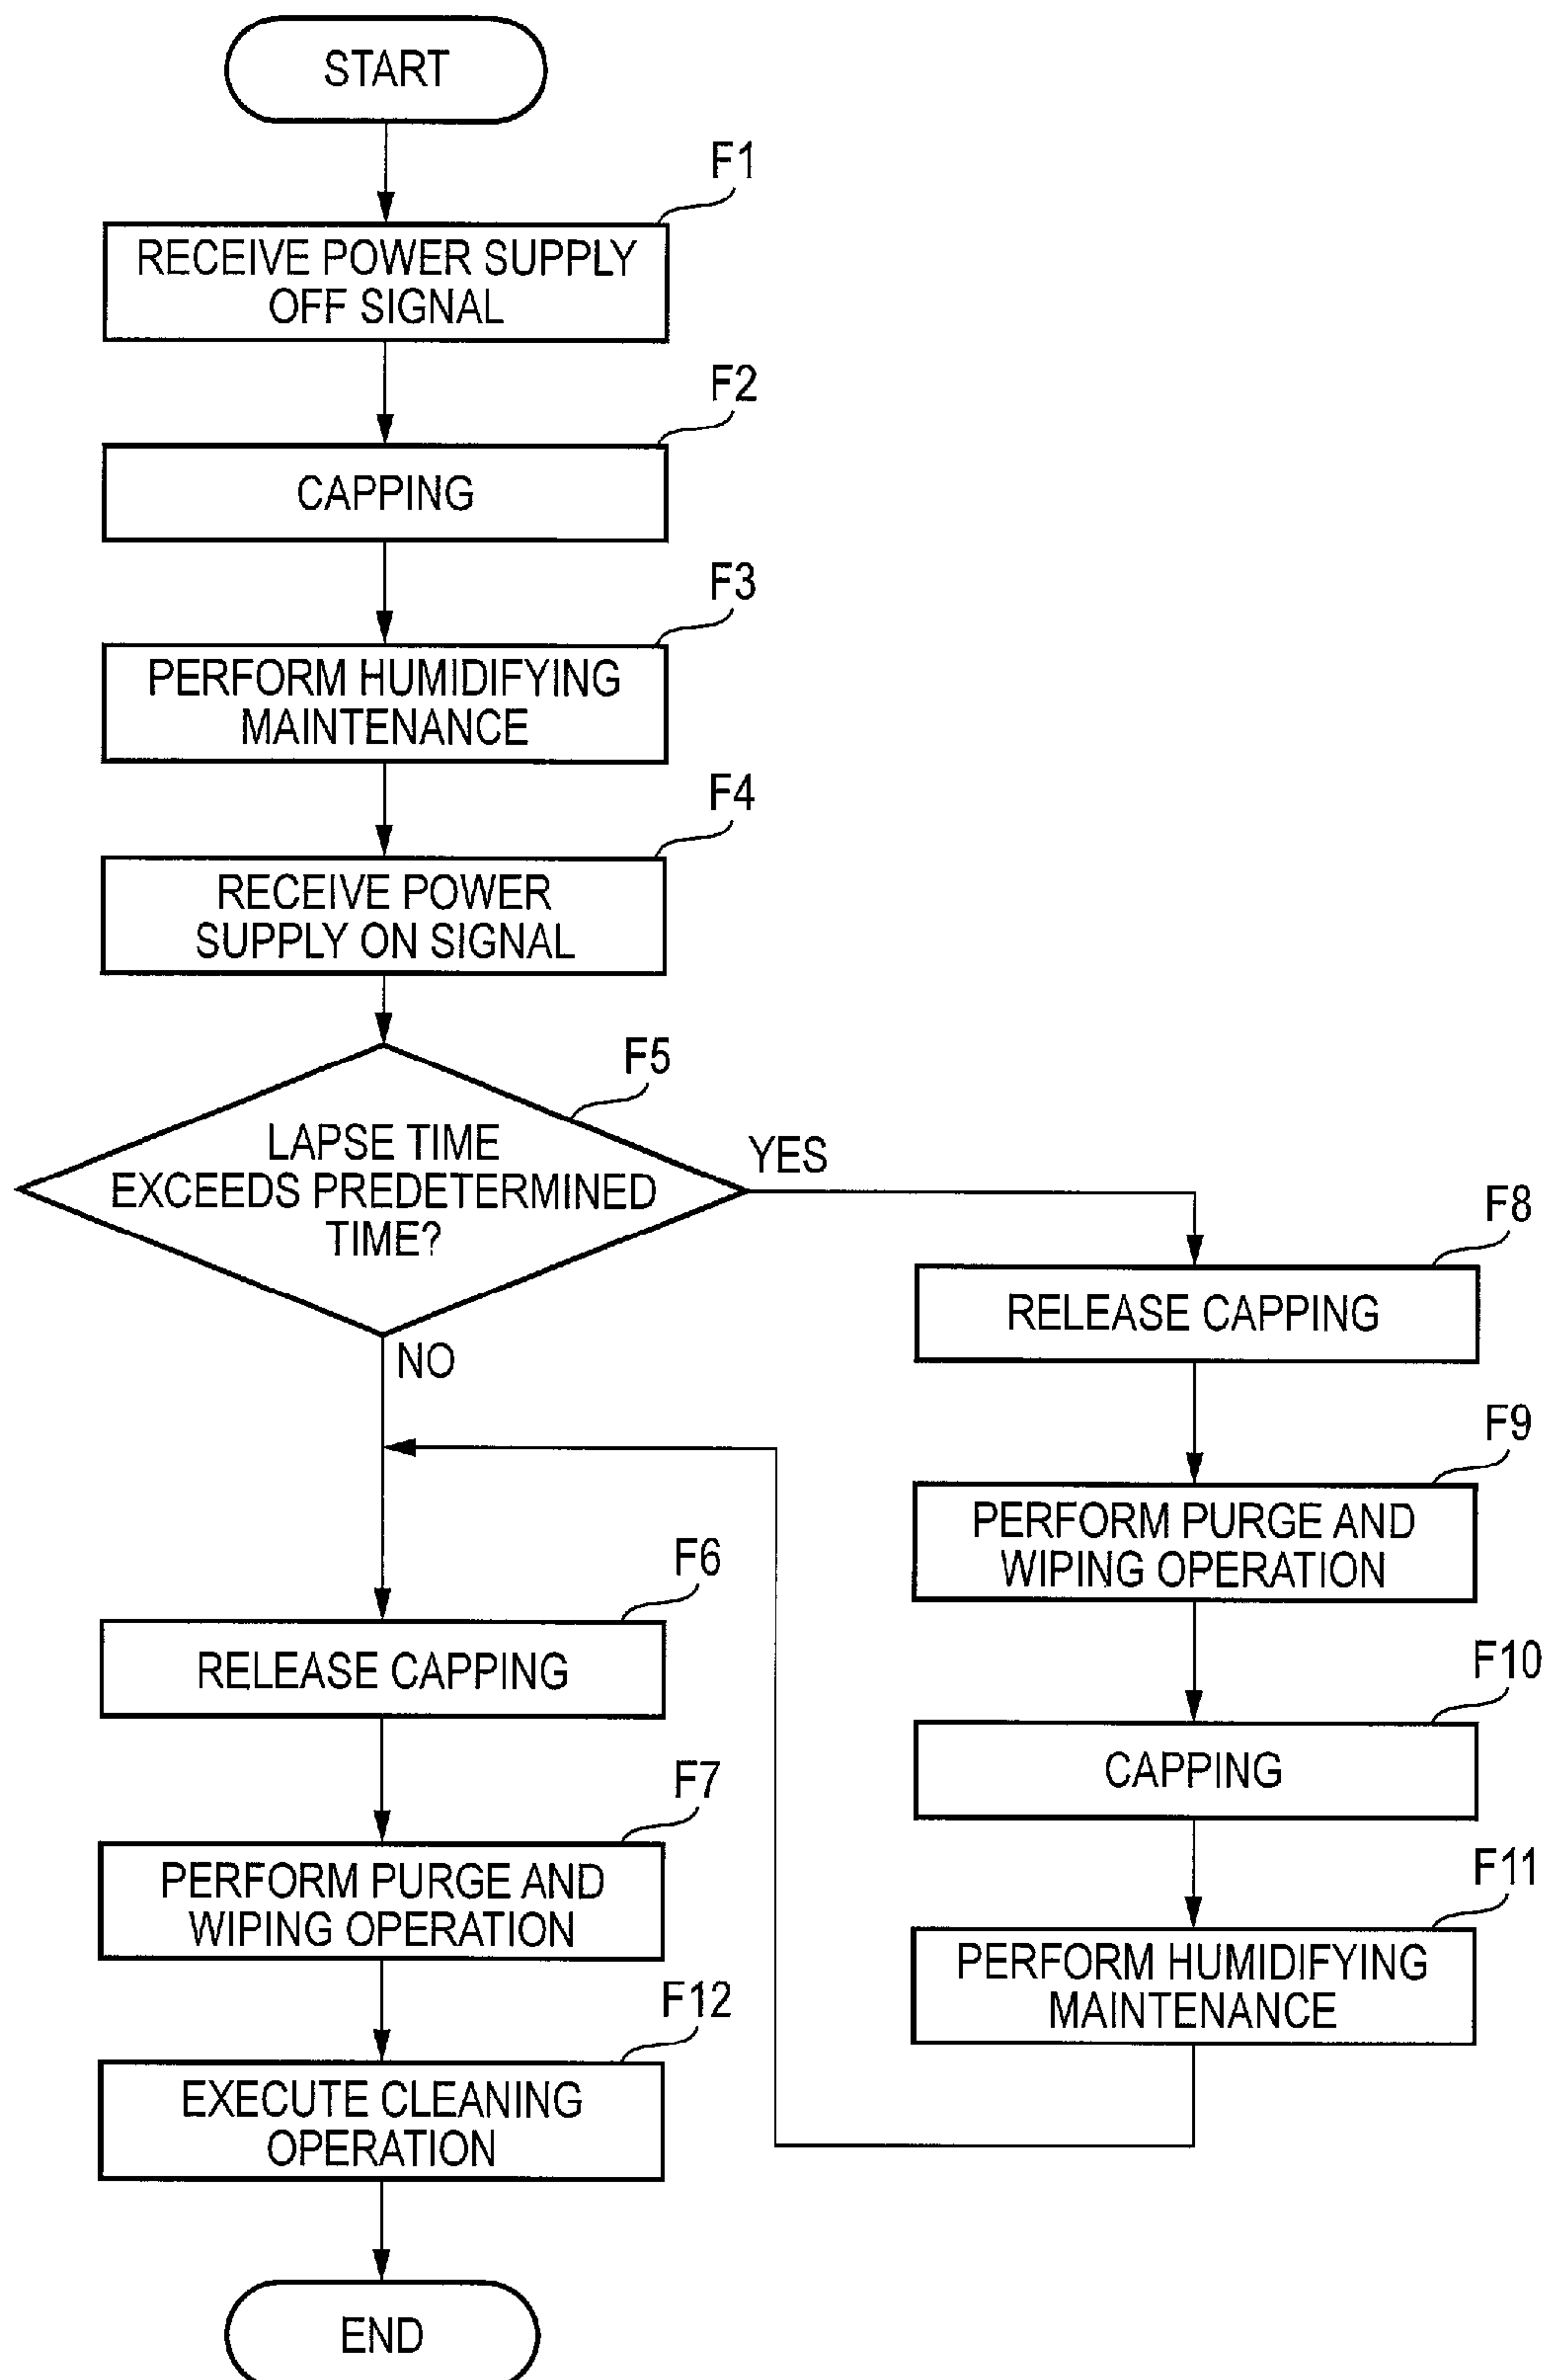 START
F1
RECEIVE POWER SUPPLY
OFF SIGNAL
F2
CAPPING
F3
PERFORM HUMIDIFYING
MAINTENANCE
F4
RECEIVE POWER
SUPPLY ON SIGNAL
F5
LAPSE TIME
EXCEEDS PREDETERMINED
TIME?
YES
NO
F6
RELEASE CAPPING
F7
PERFORM PURGE AND
WIPING OPERATION
F12
EXECUTE CLEANING
OPERATION
END
F8
RELEASE CAPPING
F9
PERFORM PURGE AND
WIPING OPERATION
F10
CAPPING
F11
PERFORM HUMIDIFYING
MAINTENANCE